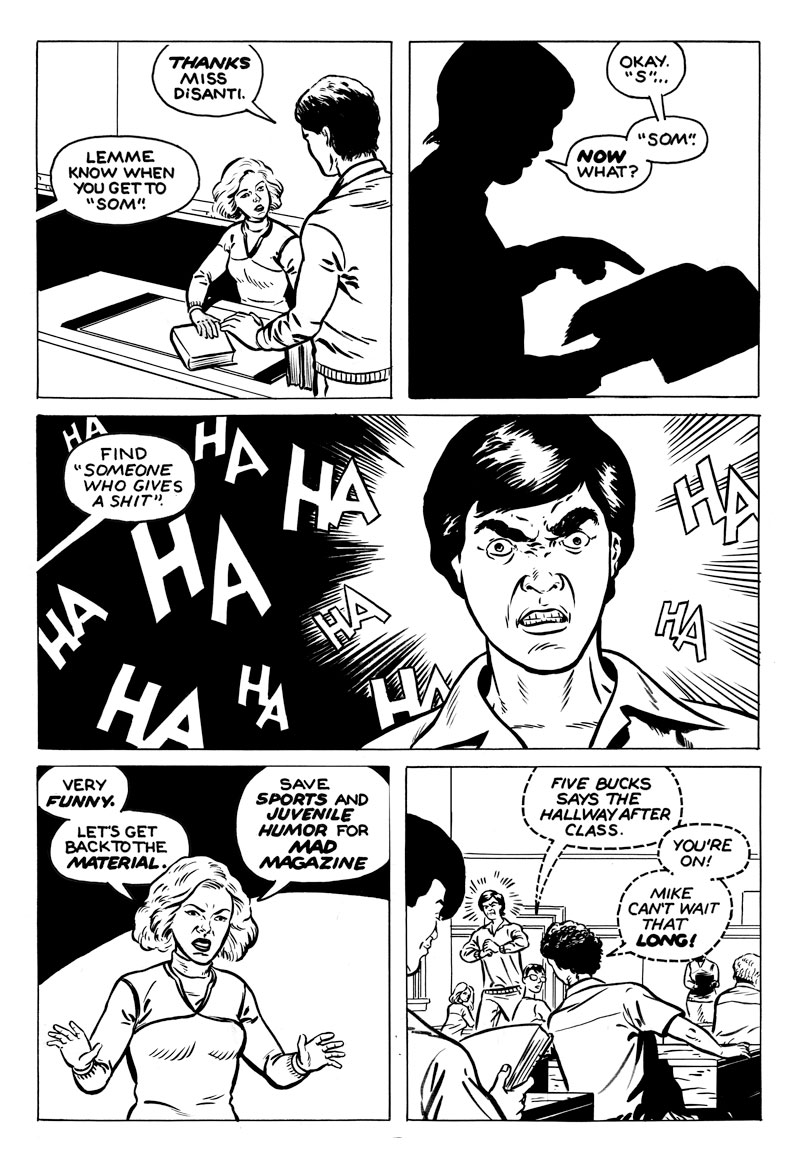 THANKS
MISS
DISANTI.
LEMME
KNOW WHEN
YOU GET TO
"SOM".
OKAY.
"S"...
"SOM".
NOW
WHAT?
FIND
"SOMEONE
WHO GIVES
A SHIT".
HA
HA
HA
HA
HA
HA
HA
HA
HA
HA
HA
VERY
FUNNY.
LET'S GET
BACK TO THE
MATERIAL.
SAVE
SPORTS AND
JUVENILE
HUMOR FOR
MAD
MAGAZINE
FIVE BUCKS
SAYS THE
HALLWAY AFTER
CLASS.
YOU'RE
ON!
MIKE
CAN'T WAIT
THAT
LONG!